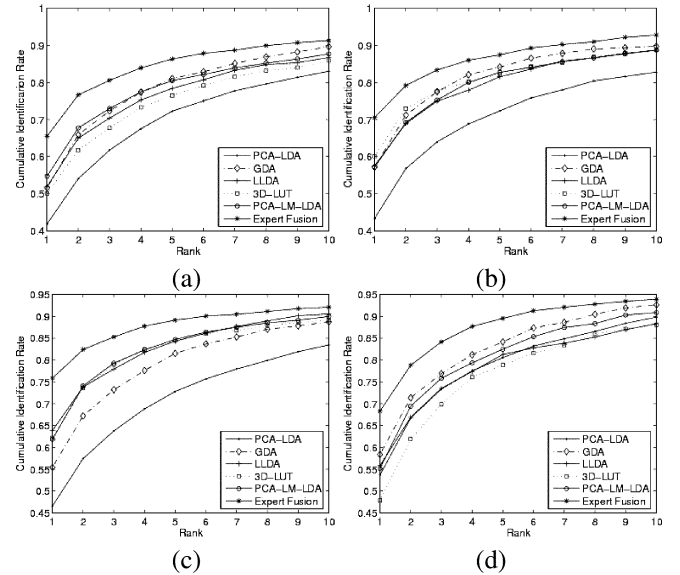 1
0.9
0.8
0.7
0.6
0.5
0.4
Cumulative Identification Rate
1 2 3 4 5 6 7 8 9 10
Rank
PCA-LDA
GDA
LLDA
3D-LUT
PCA-LM-LDA
Expert Fusion
(a)
1
0.9
0.8
0.7
0.6
0.5
0.4
Cumulative Identification Rate
1 2 3 4 5 6 7 8 9 10
Rank
PCA-LDA
GDA
LLDA
3D-LUT
PCA-LM-LDA
Expert Fusion
(b)
0.95
0.9
0.85
0.8
0.75
0.7
0.65
0.6
0.55
0.5
0.45
Cumulative Identification Rate
1 2 3 4 5 6 7 8 9 10
Rank
PCA-LDA
GDA
LLDA
3D-LUT
PCA-LM-LDA
Expert Fusion
(c)
0.95
0.9
0.85
0.8
0.75
0.7
0.65
0.6
0.55
0.5
0.45
Cumulative Identification Rate
1 2 3 4 5 6 7 8 9 10
Rank
PCA-LDA
GDA
LLDA
3D-LUT
PCA-LM-LDA
Expert Fusion
(d)